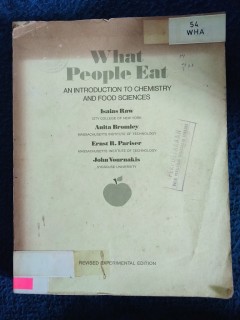 54
WHA
What
People Eat
AN INTRODUCTION TO CHEMISTRY
AND FOOD SCIENCES
Isaias Raw
CITY COLLEGE OF NEW YORK
Anita Bromley
MASSACHUSETTS INSTITUTE OF TECHNOLOGY
Ernst R. Pariser
MASSACHUSETTS INSTITUTE OF TECHNOLOGY
John Vournakis
SYRACUSE UNIVERSITY
REVISED EXPERIMENTAL EDITION